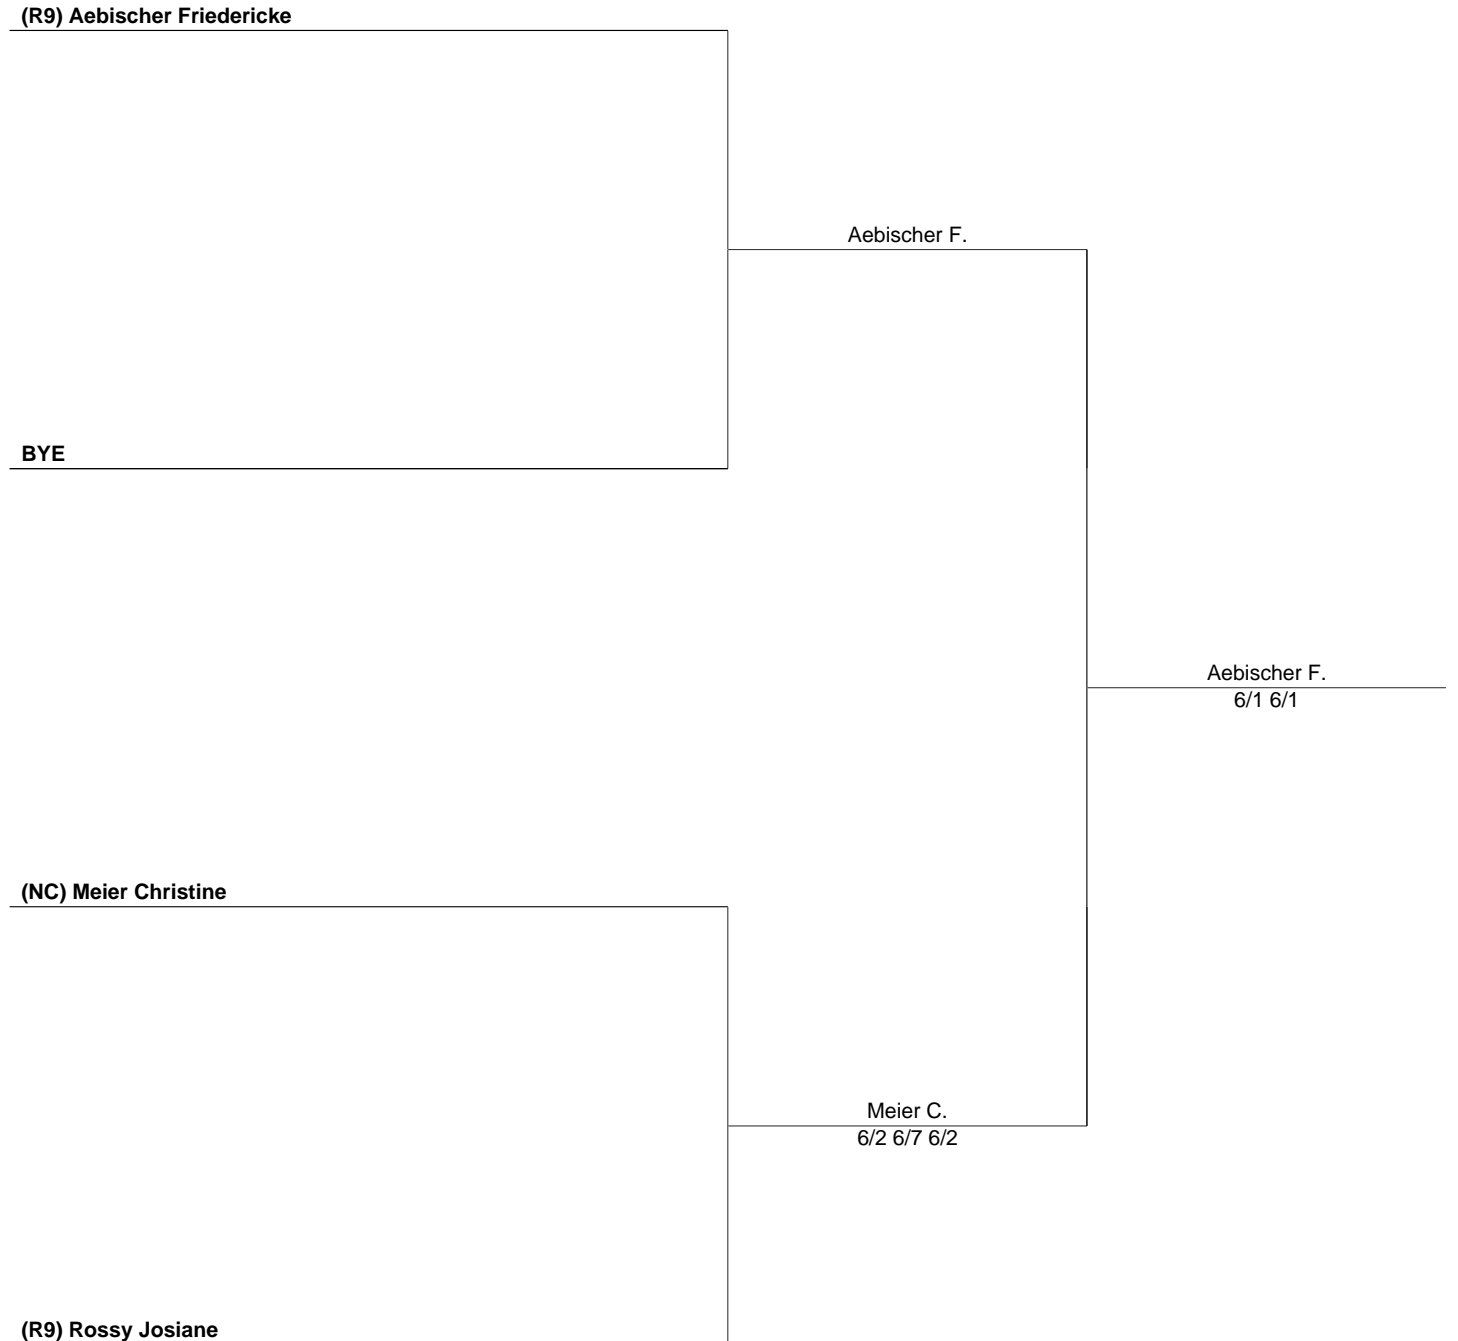 (R9) Aebischer Friedericke
Aebischer F.
BYE
Aebischer F.
6/1 6/1
(NC) Meier Christine
Meier C.
6/2 6/7 6/2
(R9) Rossy Josiane